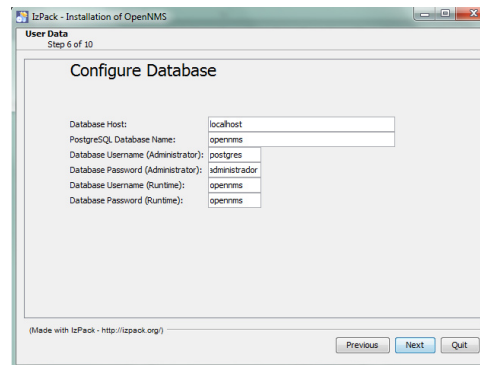 IzPack - Installation of OpenNMS
User Data
Step 6 of 10
Configure Database
Database Host: localhost
PostgreSQL Database Name: opennms
Database Username (Administrator): postgres
Database Password (Administrator): administrador
Database Username (Runtime): opennms
Database Password (Runtime): opennms
(Made with IzPack - http://izpack.org/)
Previous Next Quit